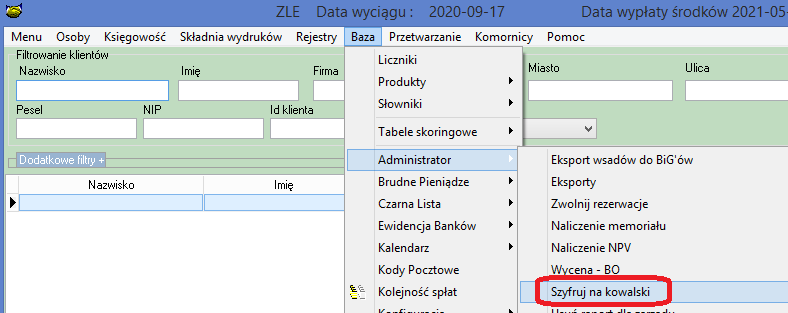 ZLE Data wyciągu : 2020-09-17 Data wypłaty środków 2021-05
Menu Osoby Księgowość Składnia wydruków Rejestry Baza Przetwarzanie Komornicy Pomoc
Filtrowanie klientów
Nazwisko Imię Firma Miasto Ulica
Pesel NIP Id klienta
Dodatkowe filtry +
Nazwisko Imię
Liczniki
Produkty
Słowniki
Tabele skoringowe
Administrator
Brudne Pieniądze
Czarna Lista
Ewidencja Banków
Kalendarz
Kody Pocztowe
Kolejność spłat
Eksport wsadów do BiG'ów
Eksporty
Zwolnij rezerwacje
Naliczenie memoriału
Naliczenie NPV
Wycena - BO
Szyfruj na kowalski